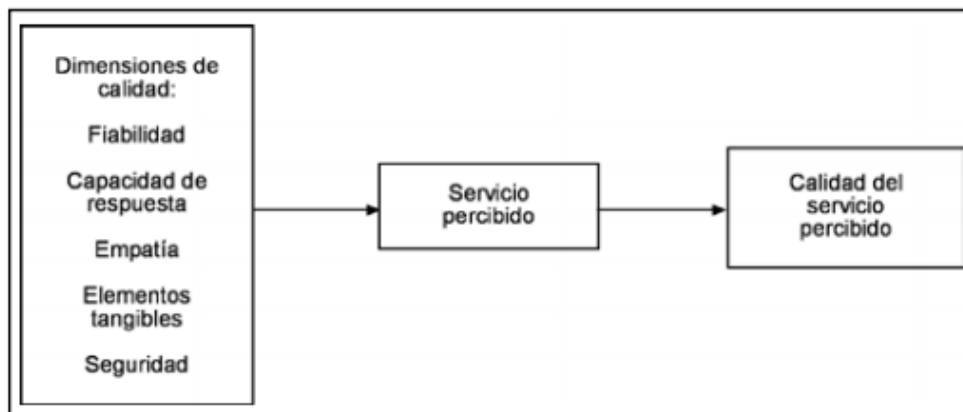 Dimensiones de
calidad:
Fiabilidad
Capacidad de
respuesta
Empatía
Elementos
tangibles
Seguridad
Servicio
percibido
Calidad del
servicio
percibido